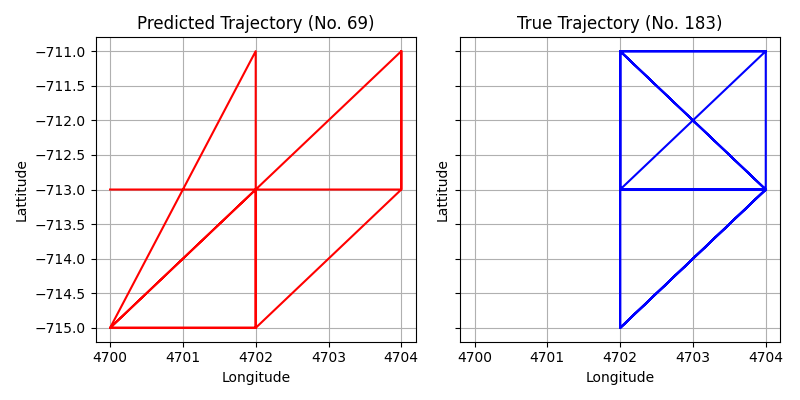 Predicted Trajectory (No. 69)
Lattitude
−711.0
−711.5
−712.0
−712.5
−713.0
−713.5
−714.0
−714.5
−715.0
4700 4701 4702 4703 4704
Longitude
True Trajectory (No. 183)
Lattitude
4700 4701 4702 4703 4704
Longitude